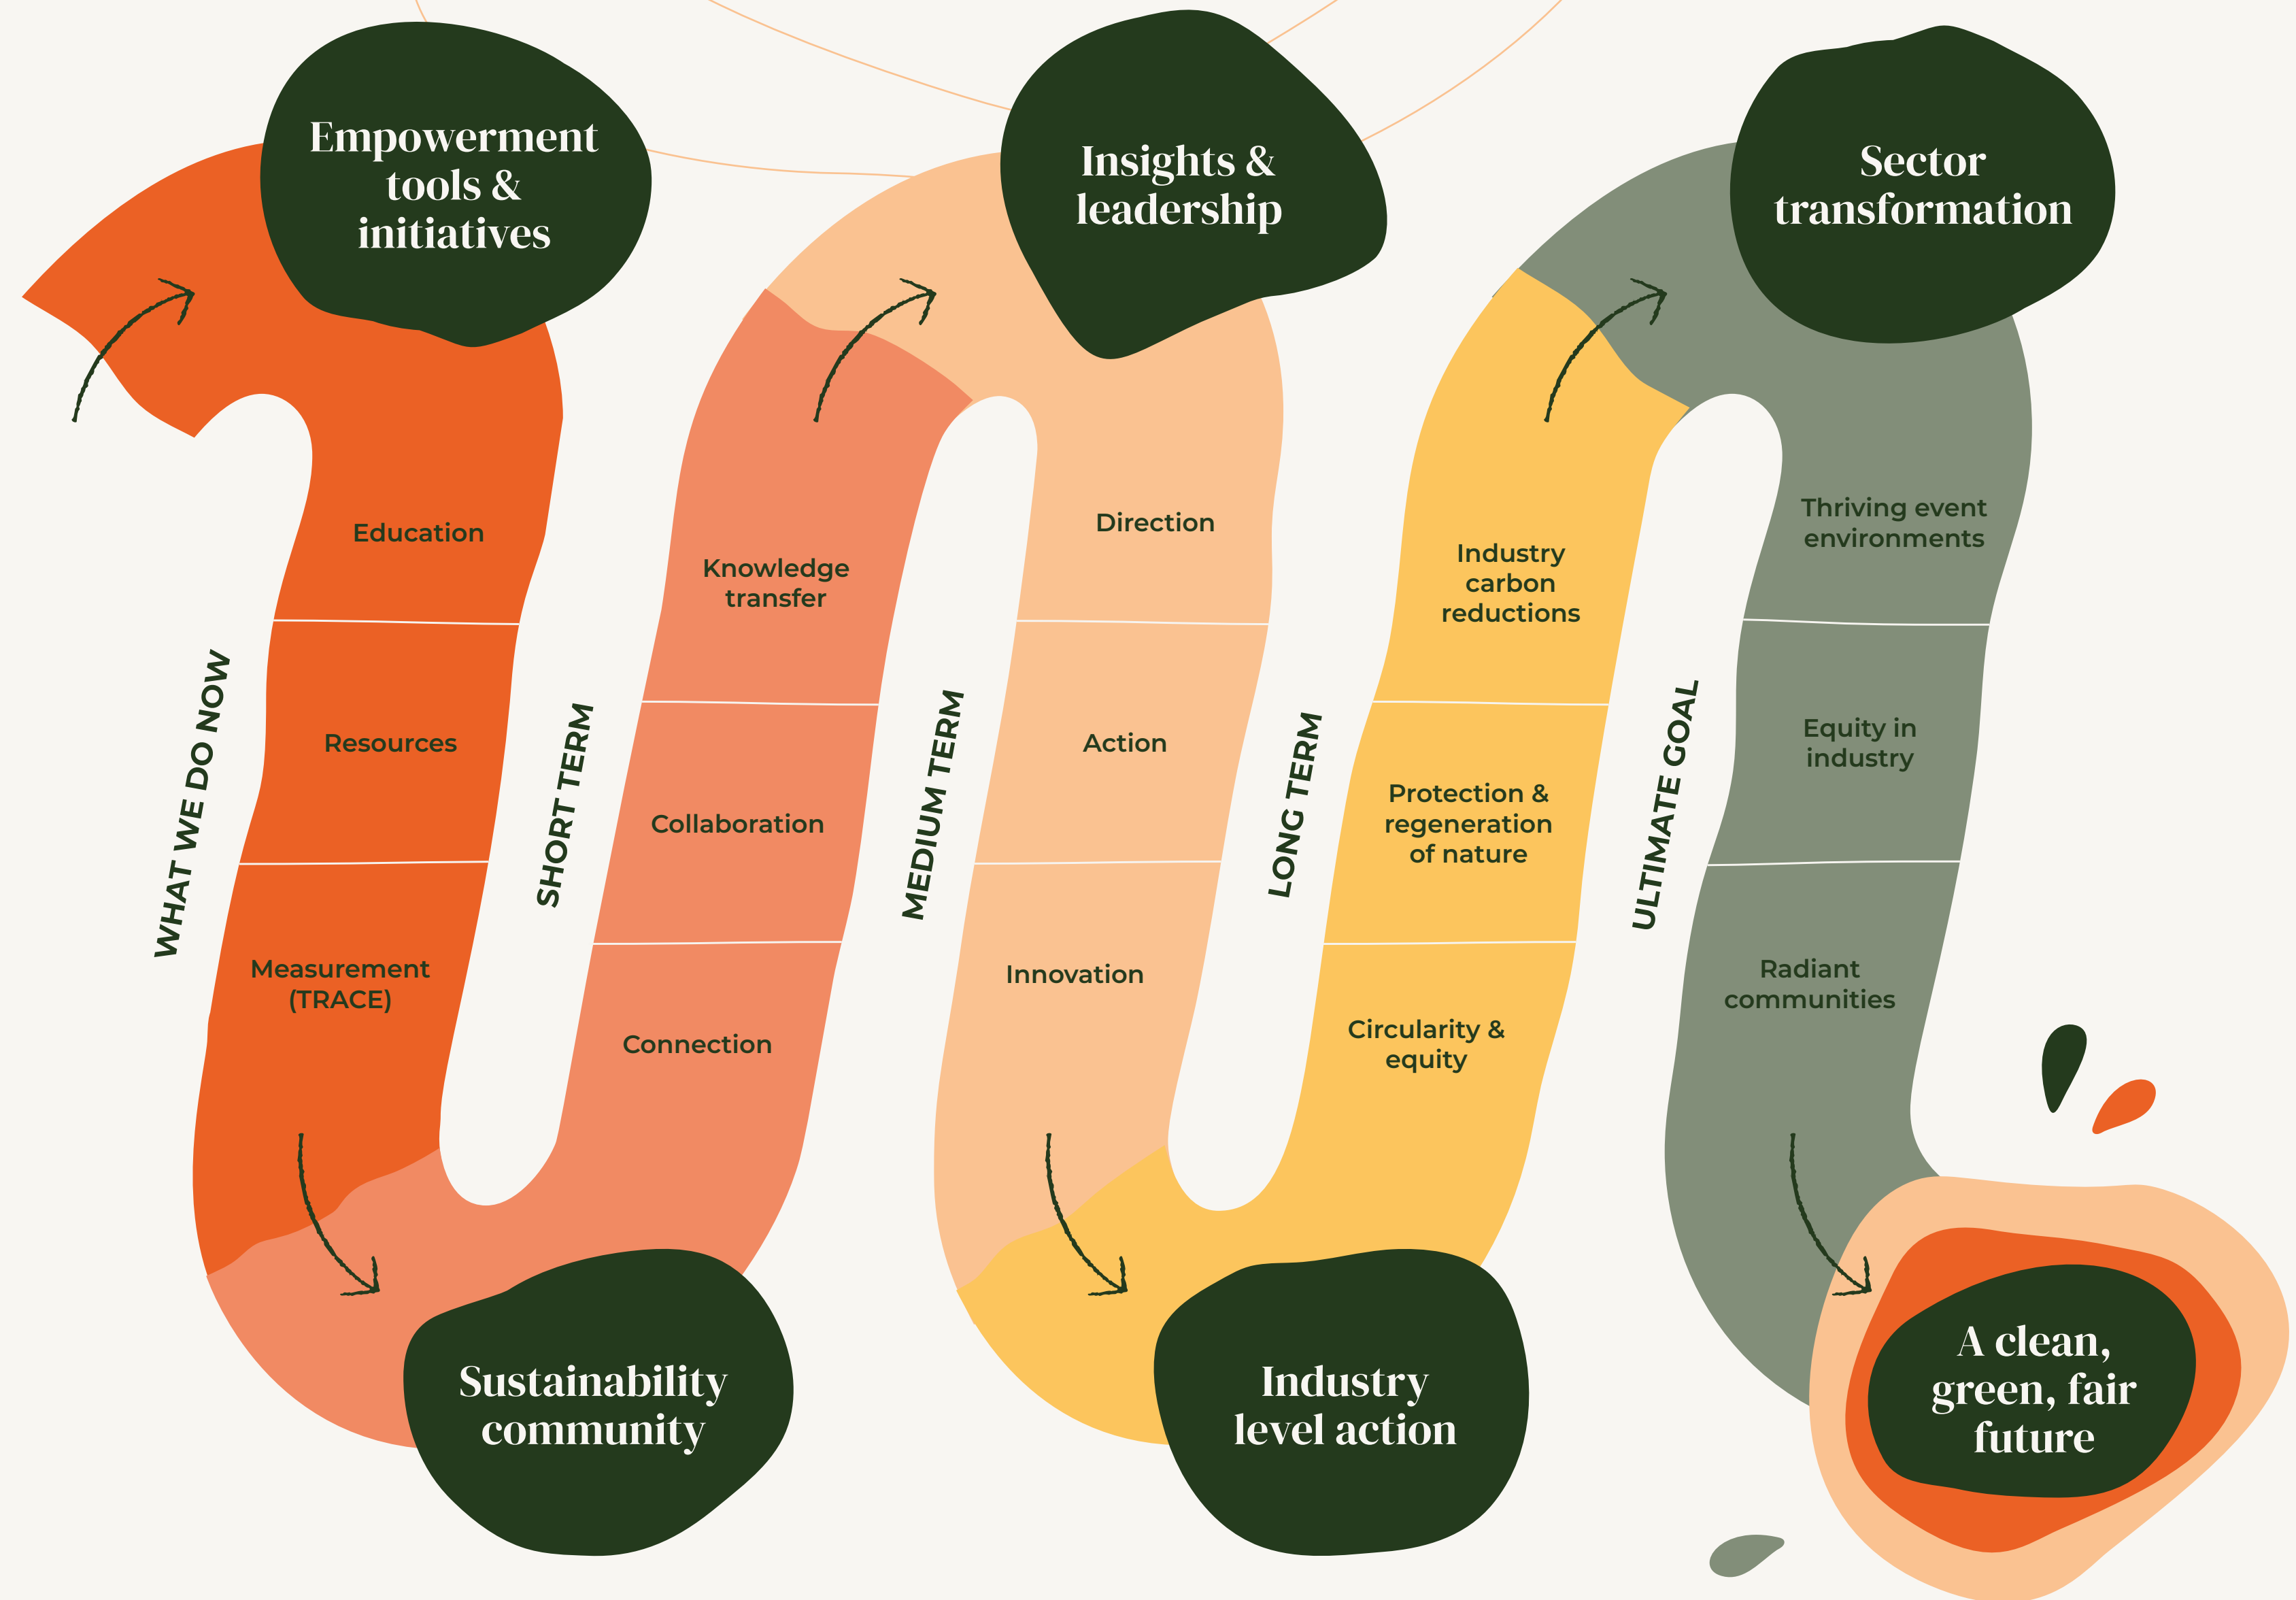 Empowerment
tools &
initiatives
WHAT WE DO NOW
Education
Resources
Measurement
(TRACE)
Sustainability
community
SHORT TERM
Knowledge
transfer
Collaboration
Connection
Insights &
leadership
MEDIUM TERM
Direction
Action
Innovation
Industry
level action
LONG TERM
Industry
carbon
reductions
Protection &
regeneration
of nature
Circularity &
equity
Sector
transformation
ULTIMATE GOAL
Thriving event
environments
Equity in
industry
Radiant
communities
A clean,
green, fair
future